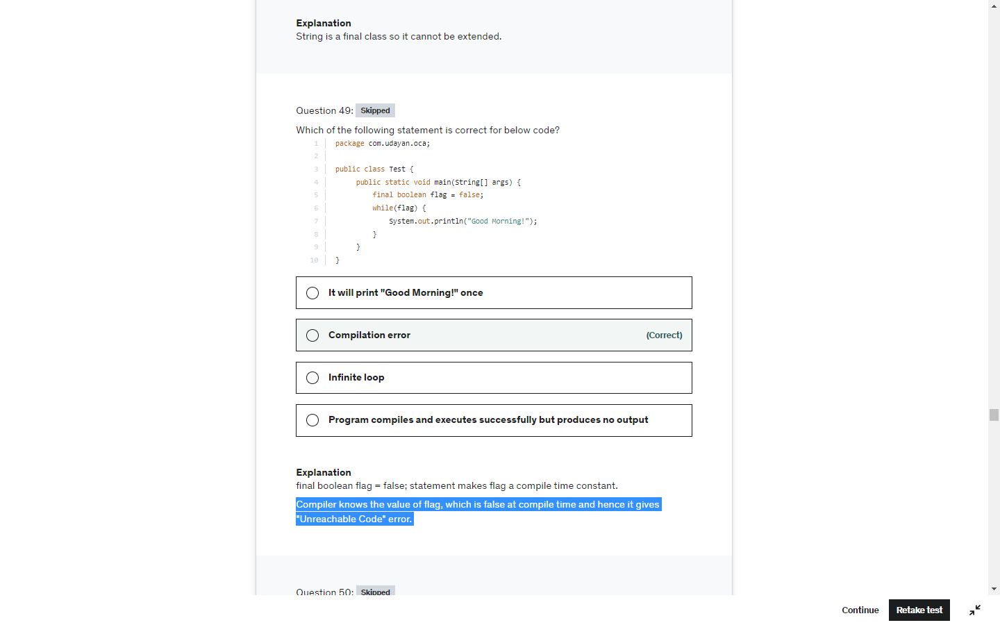 Explanation
String is a final class so it cannot be extended.
Question 49: Skipped
Which of the following statement is correct for below code?
1 package com.udayan.oca;
2
3 public class Test {
4 public static void main(String[] args) {
5 final boolean flag = false;
6 while(flag) {
7 System.out.println("Good Morning!");
8 }
9 }
10 }
It will print "Good Morning!" once
Compilation error (Correct)
Infinite loop
Program compiles and executes successfully but produces no output
Explanation
final boolean flag = false; statement makes flag a compile time constant.
Compiler knows the value of flag, which is false at compile time and hence it gives
"Unreachable Code" error.
Question 50: Skipped
Continue Retake test